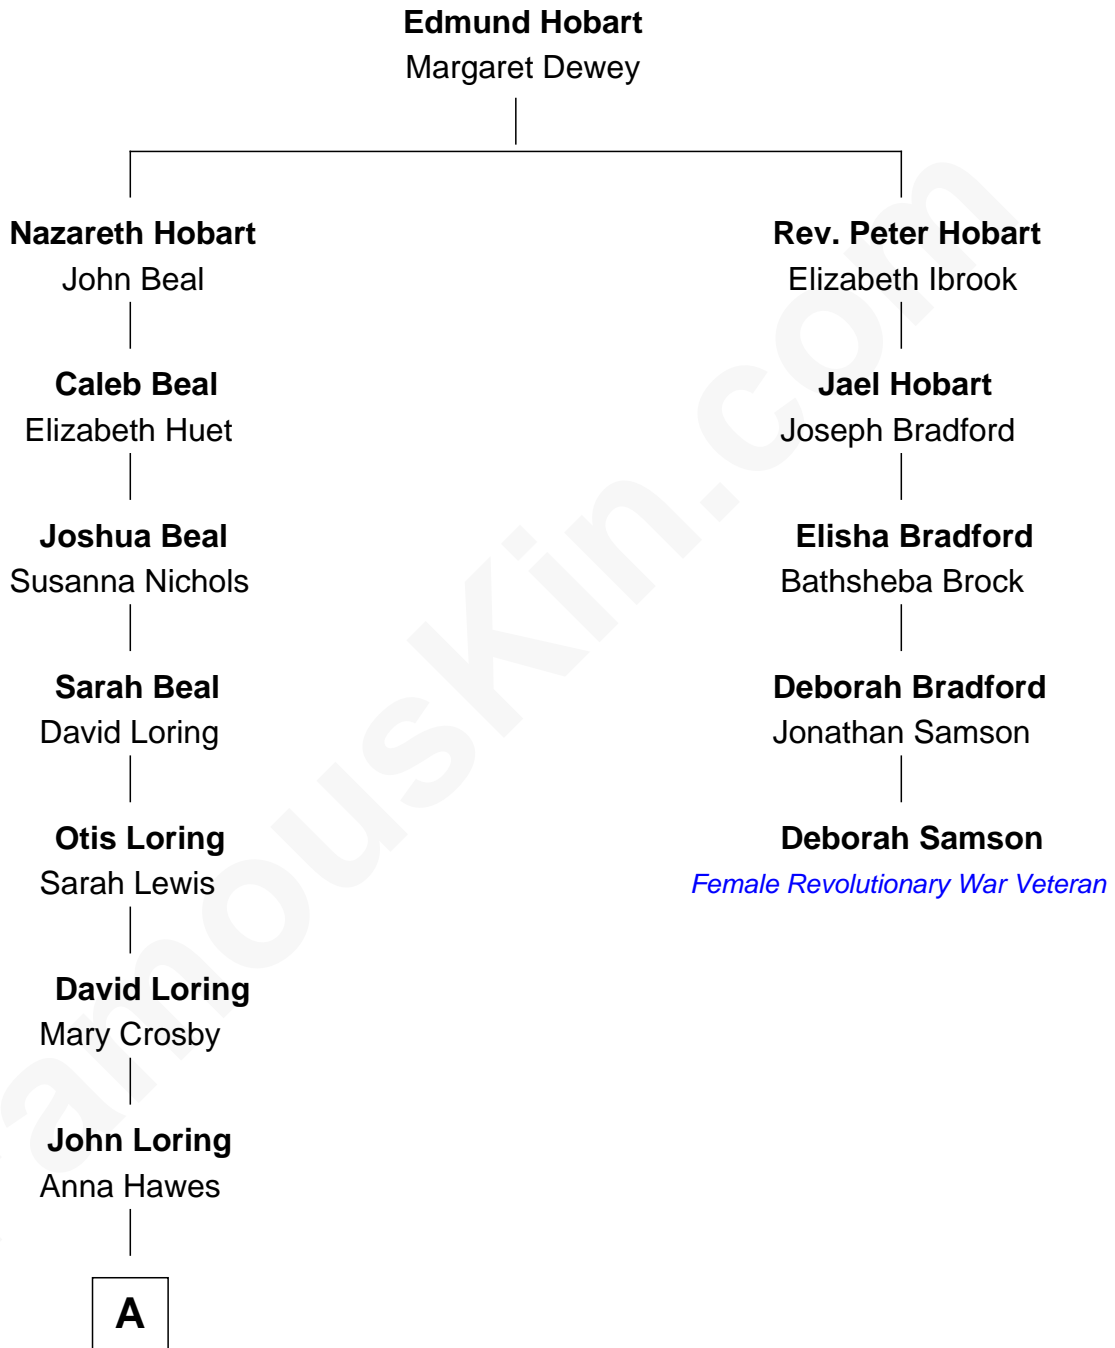 Edmund Hobart
Margaret Dewey
Nazareth Hobart
John Beal
Rev. Peter Hobart
Elizabeth Ibrook
Caleb Beal
Elizabeth Huet
Jael Hobart
Joseph Bradford
Joshua Beal
Susanna Nichols
Elisha Bradford
Bathsheba Brock
Sarah Beal
David Loring
Deborah Bradford
Jonathan Samson
Otis Loring
Sarah Lewis
Deborah Samson
Female Revolutionary War Veteran
David Loring
Mary Crosby
John Loring
Anna Hawes
A
amouskin.com